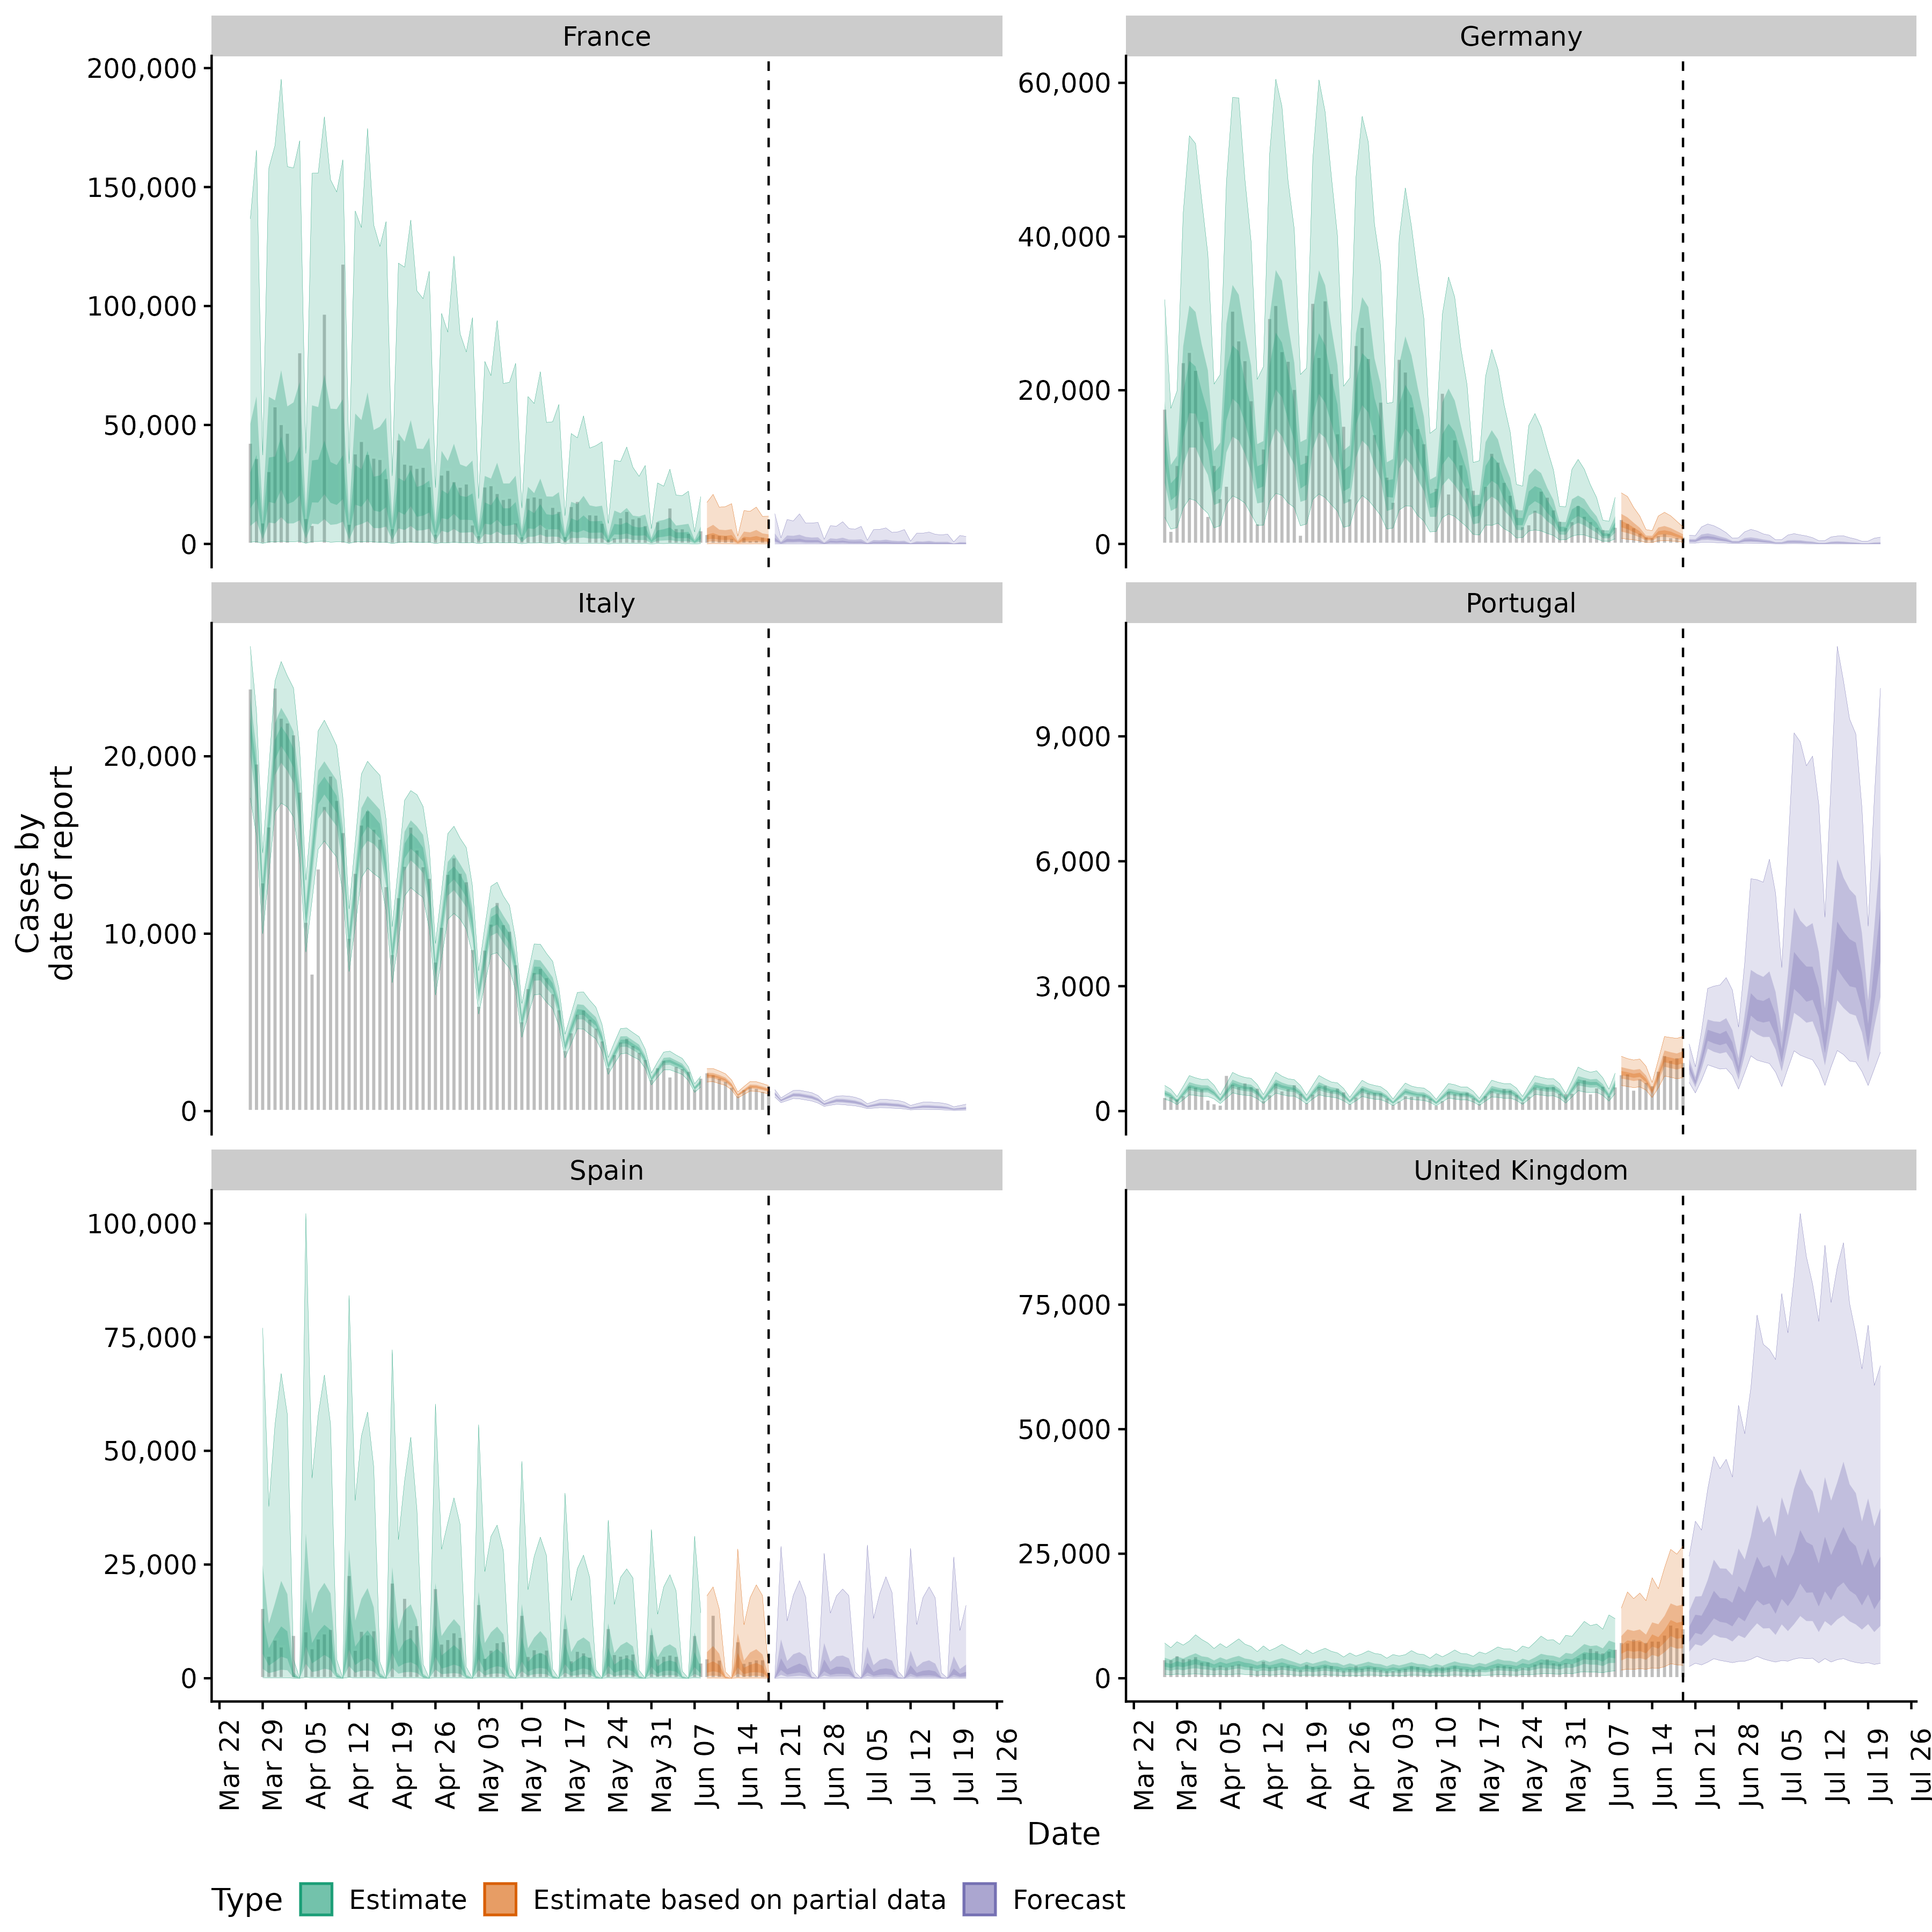 France
Germany
200,000
150,000
100,000
50,000
0
60,000
40,000
20,000
0
Italy
Portugal
20,000
10,000
0
9,000
6,000
3,000
0
Cases by
date of report
Spain
United Kingdom
100,000
75,000
50,000
25,000
0
75,000
50,000
25,000
0
Mar 22
Mar 29
Apr 05
Apr 12
Apr 19
Apr 26
May 03
May 10
May 17
May 24
May 31
Jun 07
Jun 14
Jun 21
Jun 28
Jul 05
Jul 12
Jul 19
Jul 26
Mar 22
Mar 29
Apr 05
Apr 12
Apr 19
Apr 26
May 03
May 10
May 17
May 24
May 31
Jun 07
Jun 14
Jun 21
Jun 28
Jul 05
Jul 12
Jul 19
Jul 26
Date
Type Estimate Estimate based on partial data Forecast